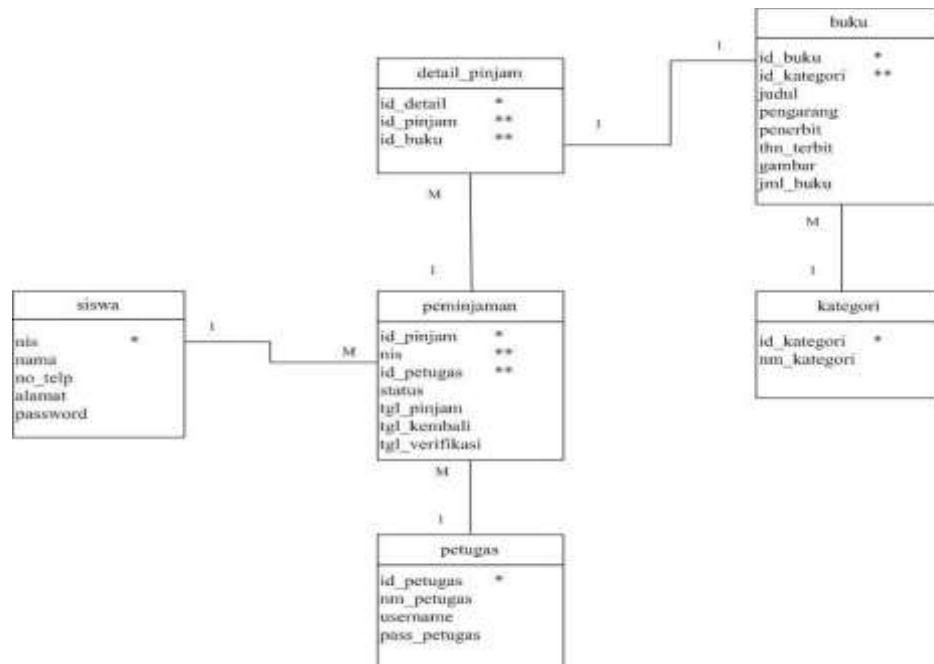 buku
id_buku *
id_kategori **
judul
pengarang
penerbit
thn_terbit
gambar
jml_buku
1
detail_pinjam
id_detail *
id_pinjam **
id_buku **
1
M
M
1
1
siswa
nis *
nama
no_telp
alamat
password
1
M
peminjaman
id_pinjam *
nis **
id_petugas **
status
tgl_pinjam
tgl_kembali
tgl_verifikasi
kategori
id_kategori *
nm_kategori
M
1
petugas
id_petugas *
nm_petugas
username
pass_petugas